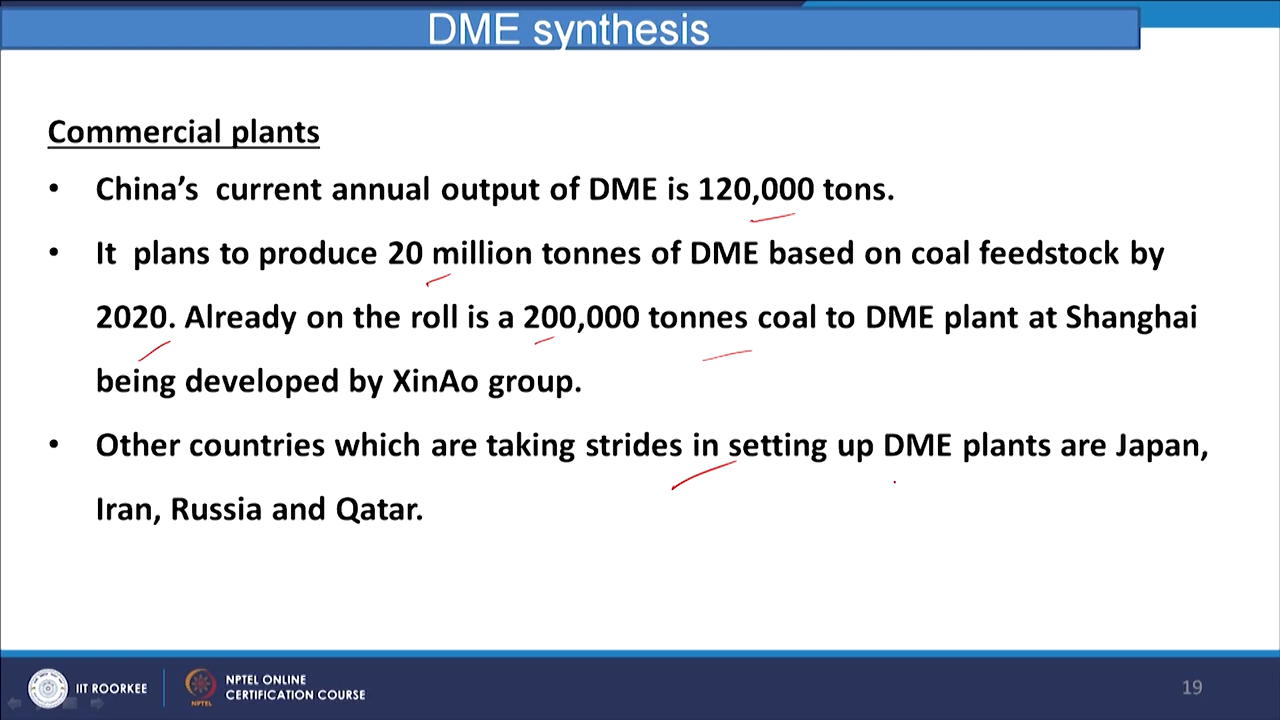 DME synthesis
Commercial plants
• China's current annual output of DME is 120,000 tons.
• It plans to produce 20 million tonnes of DME based on coal feedstock by
2020. Already on the roll is a 200,000 tonnes coal to DME plant at Shanghai
being developed by XinAo group.
• Other countries which are taking strides in setting up DME plants are Japan,
Iran, Russia and Qatar.
IIT ROORKEE
NPTEL
NPTEL ONLINE
CERTIFICATION COURSE
19